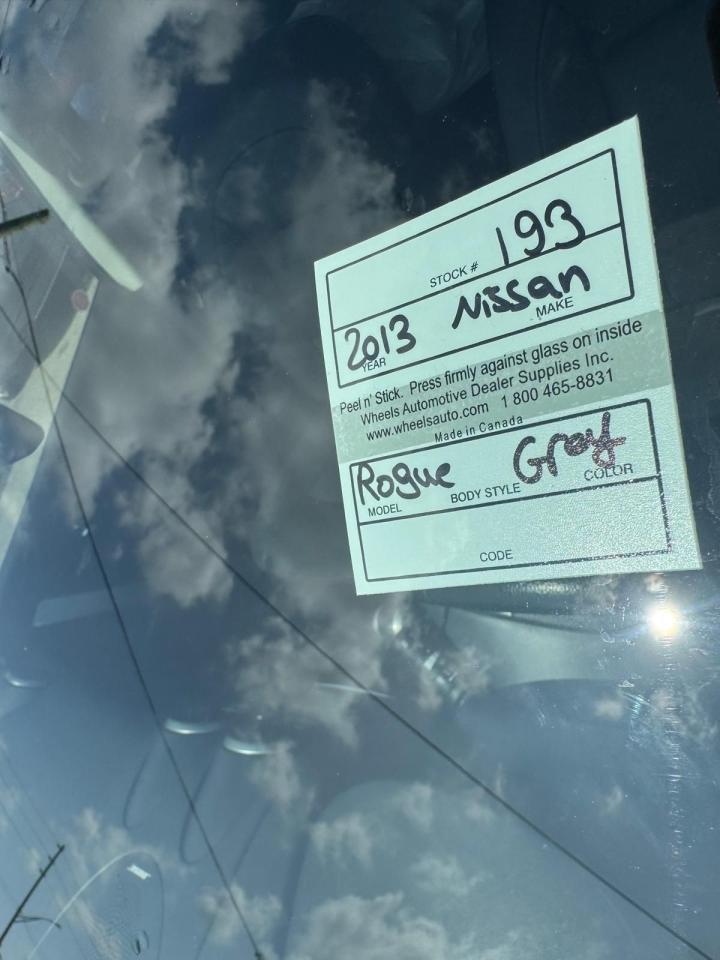 STOCK # 193
2013 Nissan
YEAR MAKE
Peel n' Stick. Press firmly against glass on inside
Wheels Automotive Dealer Supplies Inc.
www.wheelsauto.com 1 800 465-8831
Made in Canada
Rogue Grey
MODEL BODY STYLE COLOR
CODE